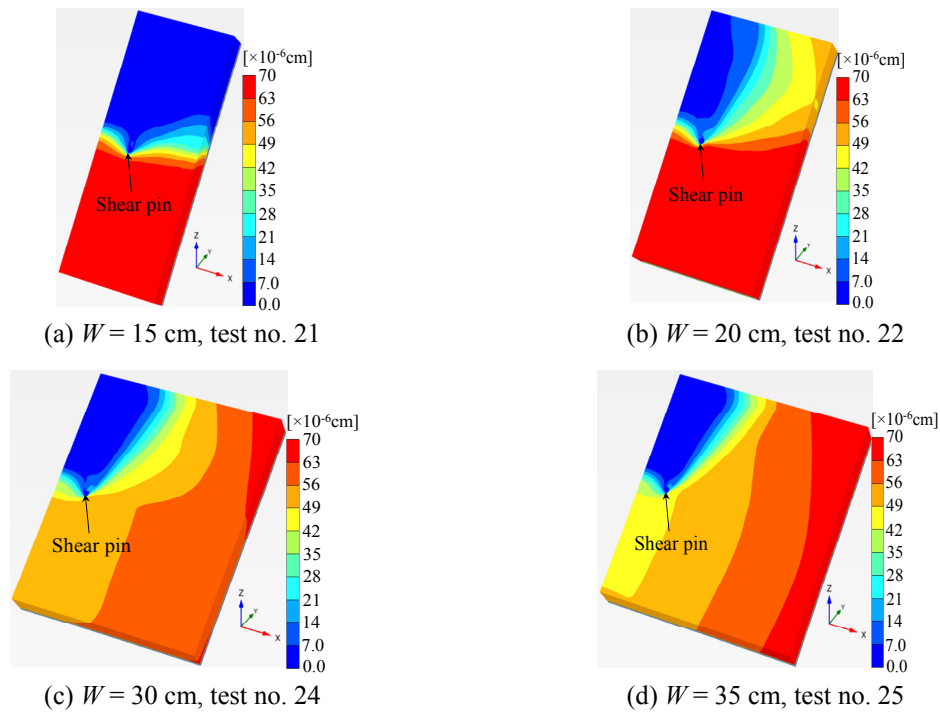 [×10⁻⁶cm]
70
63
56
49
42
35
28
21
14
7.0
0.0
Shear pin
Z
Y
X
(a) W = 15 cm, test no. 21
[×10⁻⁶cm]
70
63
56
49
42
35
28
21
14
7.0
0.0
Shear pin
Z
Y
X
(b) W = 20 cm, test no. 22
[×10⁻⁶cm]
70
63
56
49
42
35
28
21
14
7.0
0.0
Shear pin
Z
Y
X
(c) W = 30 cm, test no. 24
[×10⁻⁶cm]
70
63
56
49
42
35
28
21
14
7.0
0.0
Shear pin
Z
Y
X
(d) W = 35 cm, test no. 25